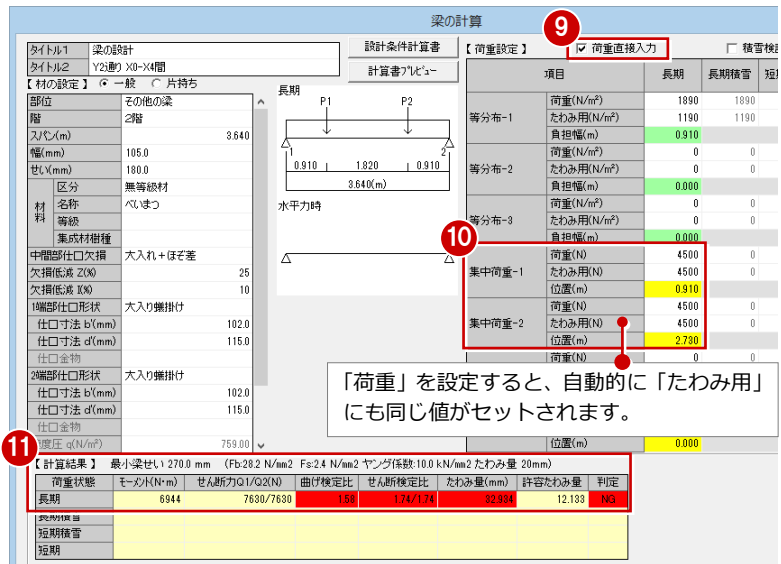 梁の計算
9
タイトル1 梁の設計
タイトル2 Y2通り X0-X4間
設計条件計算書
計算書プレビュー
【 荷重設定 】 荷重直接入力
【 材の設定 】 一般 片持ち
部位 その他の梁
階 2階
スパン(m) 3.640
幅(mm) 105.0
せい(mm) 180.0
材料
区分 無等級材
名称 べいまつ
等級
集成材樹種
中間部仕口欠損 大入れ+ほぞ差
欠損低減 Z(%) 25
欠損低減 I(%) 10
1端部仕口形状 大入り蟻掛け
仕口寸法 b'(mm) 102.0
仕口寸法 d'(mm) 115.0
仕口金物
2端部仕口形状 大入り蟻掛け
仕口寸法 b'(mm) 102.0
仕口寸法 d'(mm) 115.0
仕口金物
度圧 q(N/m²) 759.00
長期
P1 P2
1 2
0.910 1.820 0.910
3.640(m)
水平力時
項目 長期 長期積雪
等分布-1
荷重(N/m²) 1890 1890
たわみ用(N/m²) 1190 1190
負担幅(m) 0.910
等分布-2
荷重(N/m²) 0 0
たわみ用(N/m²) 0 0
負担幅(m) 0.000
等分布-3
荷重(N/m²) 0 0
たわみ用(N/m²) 0 0
負担幅(m) 0.000
10
集中荷重-1
荷重(N) 4500 0
たわみ用(N) 4500 0
位置(m) 0.910
集中荷重-2
荷重(N) 4500 0
たわみ用(N) 4500 0
位置(m) 2.730
荷重(N) 0 0
「荷重」を設定すると、自動的に「たわみ用」
にも同じ値がセットされます。
位置(m) 0.000
11
【 計算結果 】 最小梁せい 270.0 mm (Fb:28.2 N/mm2 Fs:2.4 N/mm2 ヤング係数:10.0 kN/mm2 たわみ量 20mm)
荷重状態 モーメント(N・m) せん断力Q1/Q2(N) 曲げ検定比 せん断検定比 たわみ量(mm) 許容たわみ量 判定
長期 6944 7630/7630 1.58 1.74/1.74 32.934 12.133 NG
長期積雪
短期積雪
短期